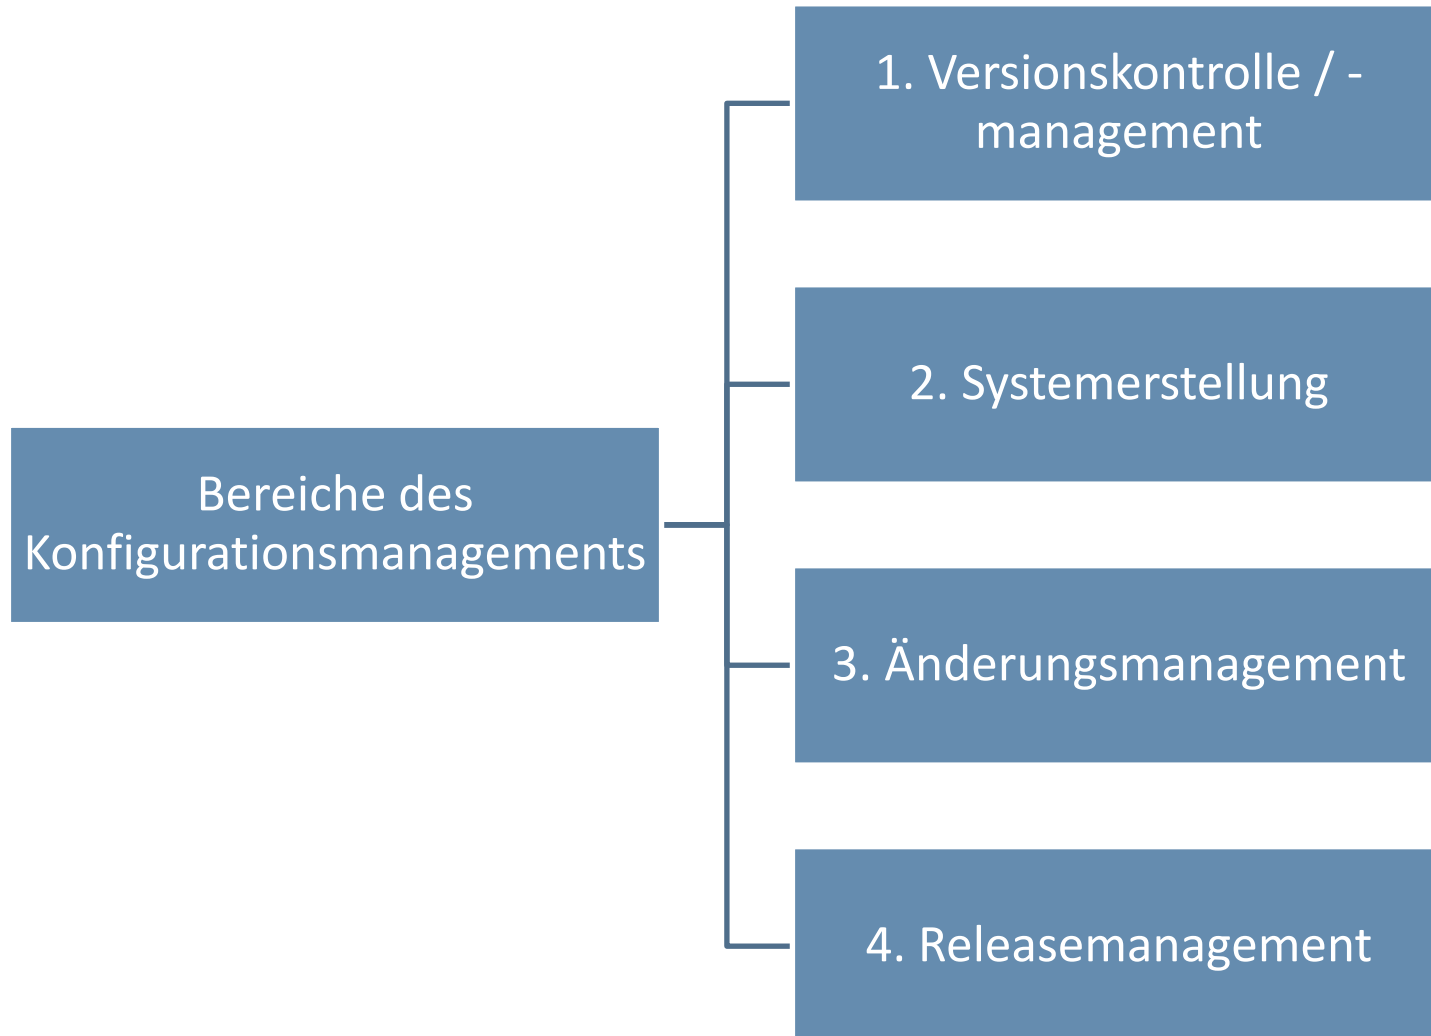 1. Versionskontrolle / -
management
2. Systemerstellung
Bereiche des
Konfigurationsmanagements
3. Änderungsmanagement
4. Releasemanagement